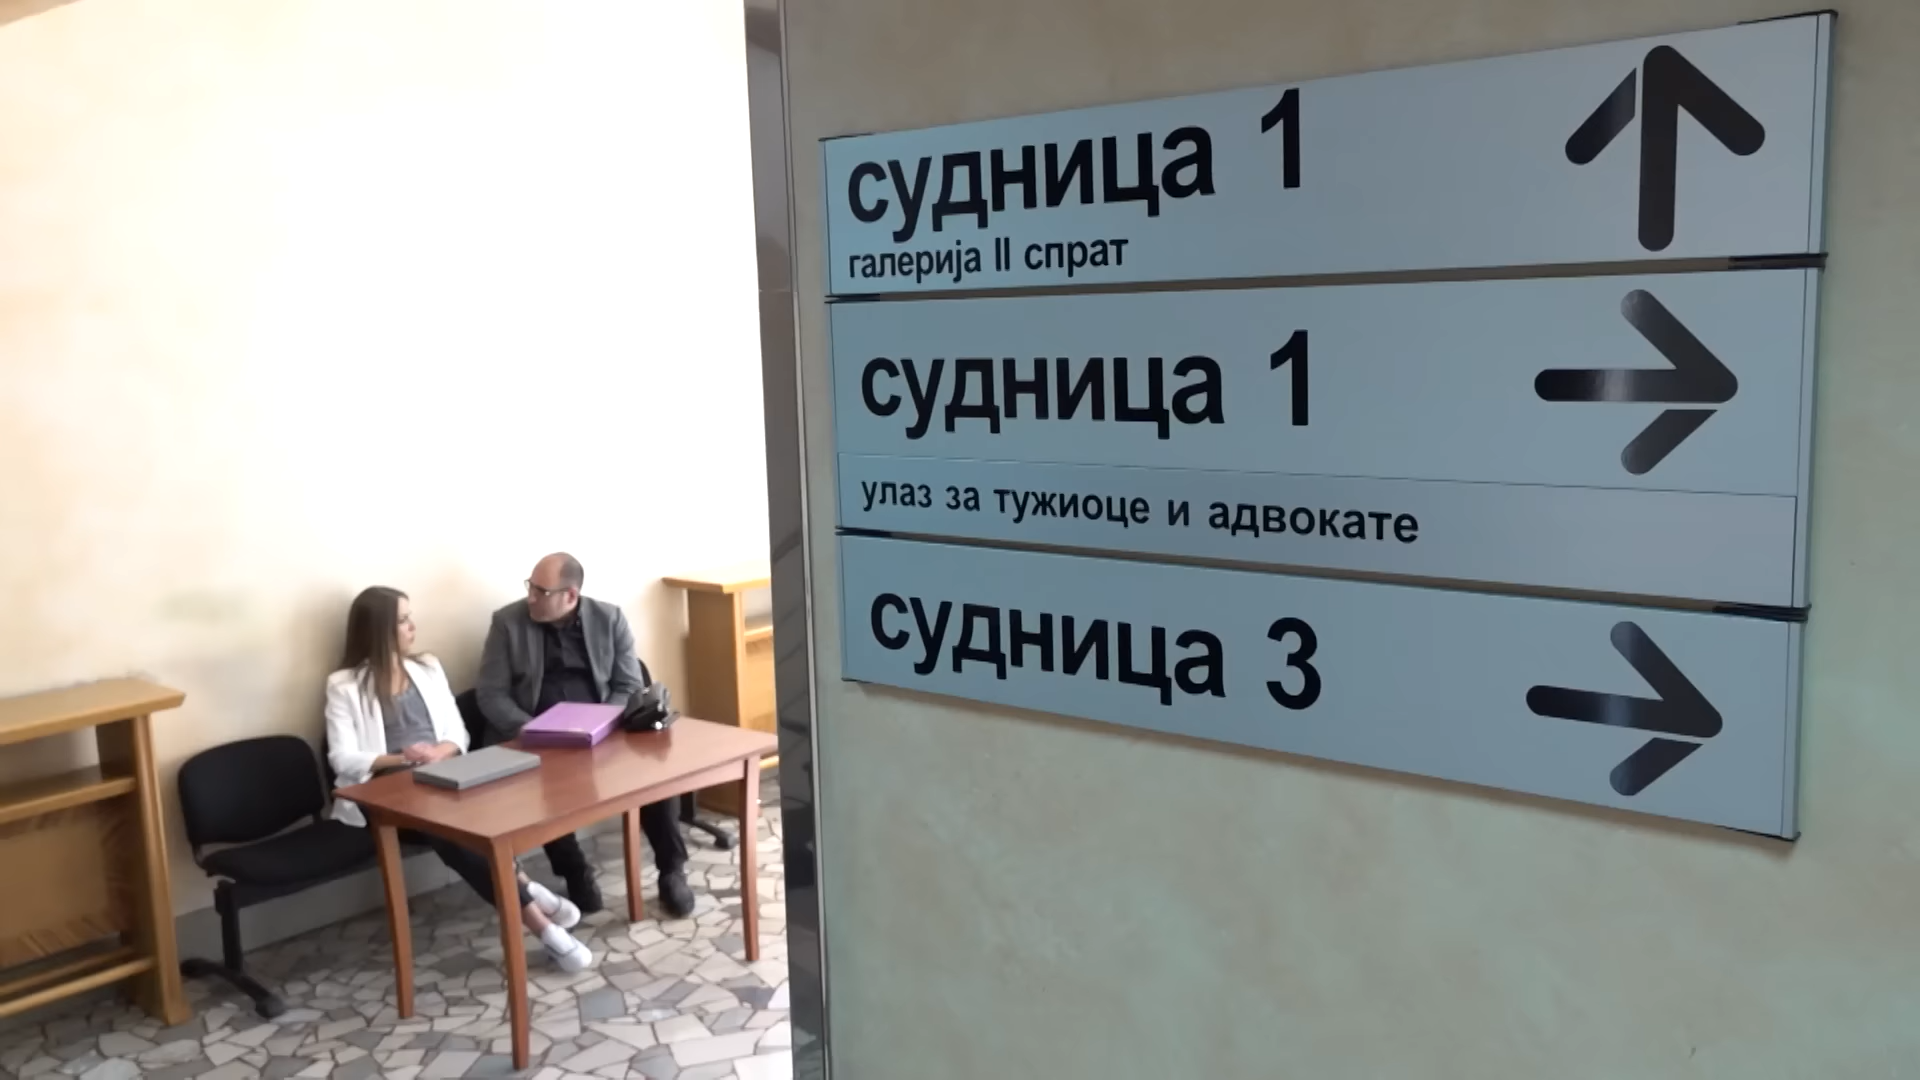 судница 1
галерија II спрат
судница 1
улаз за тужиоце и адвокате
судница 3